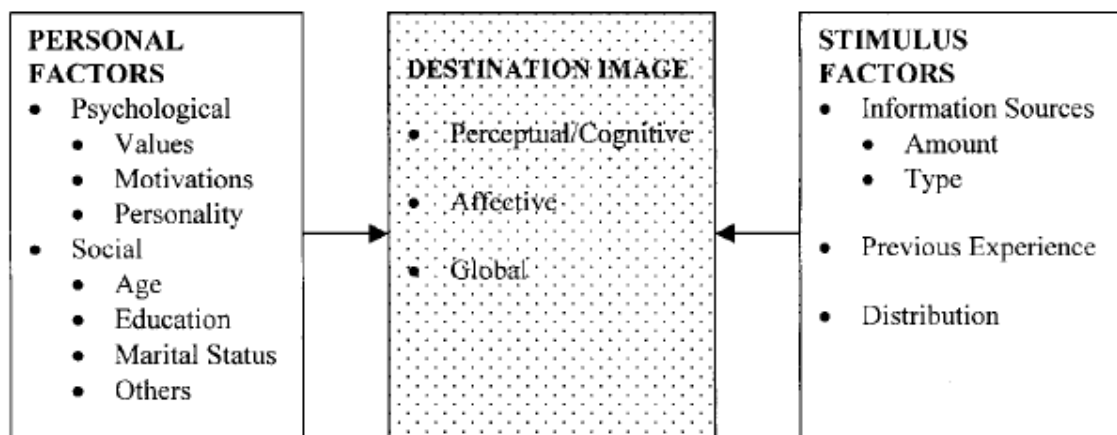 PERSONAL
FACTORS
• Psychological
• Values
• Motivations
• Personality
• Social
• Age
• Education
• Marital Status
• Others
DESTINATION IMAGE
• Perceptual/Cognitive
• Affective
• Global
STIMULUS
FACTORS
• Information Sources
• Amount
• Type
• Previous Experience
• Distribution